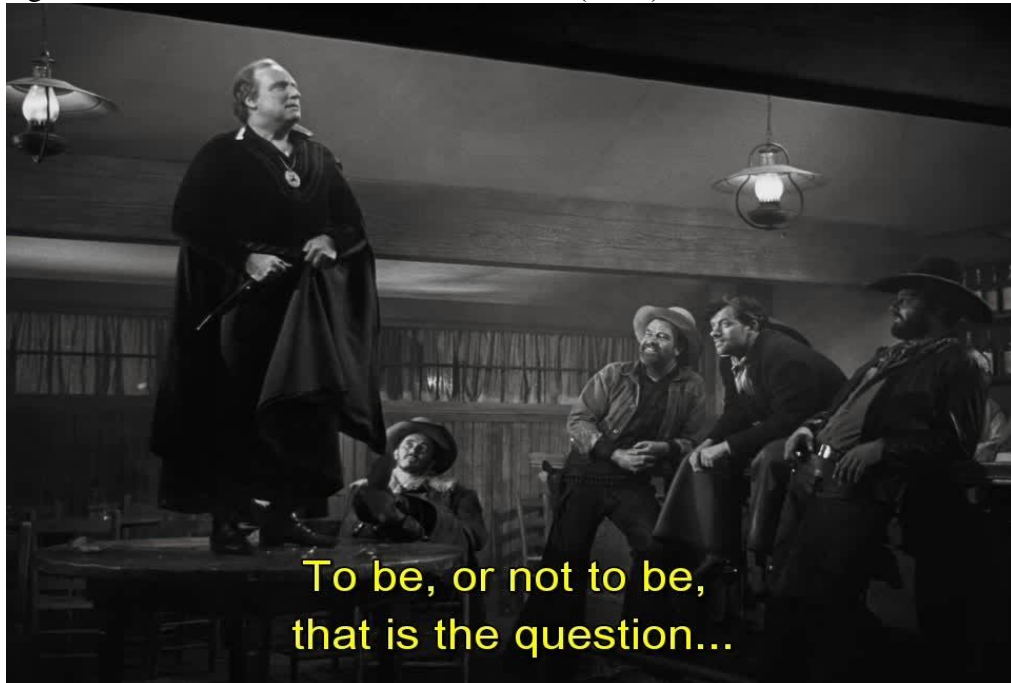 To be, or not to be,
that is the question...